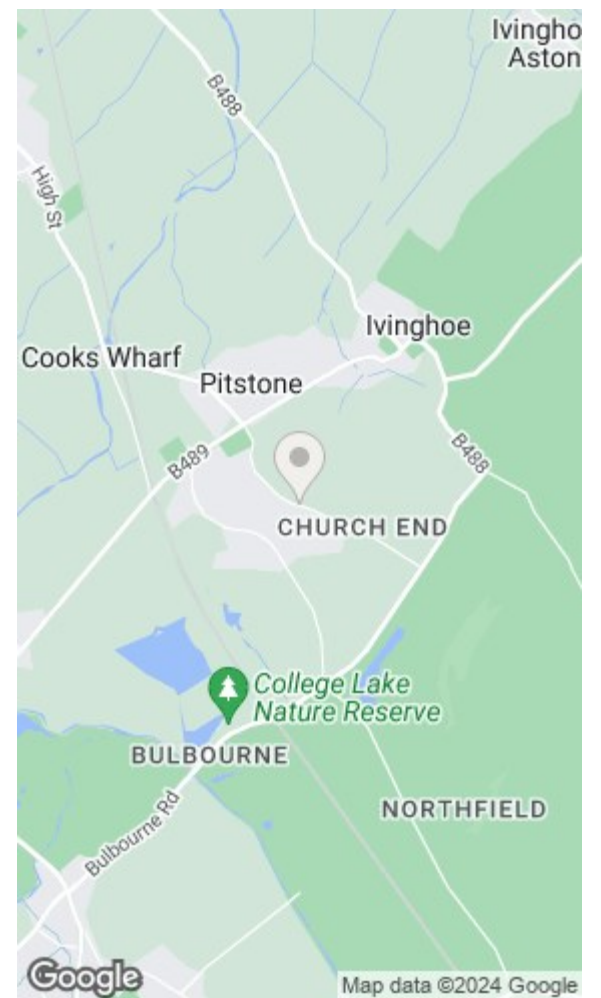 Ivingho
Aston
B488
High St
Ivinghoe
Cooks Wharf
Pitstone
B489
B488
CHURCH END
College Lake
Nature Reserve
BULBOURNE
NORTHFIELD
Bulbourne Rd
Google
Map data ©2024 Google